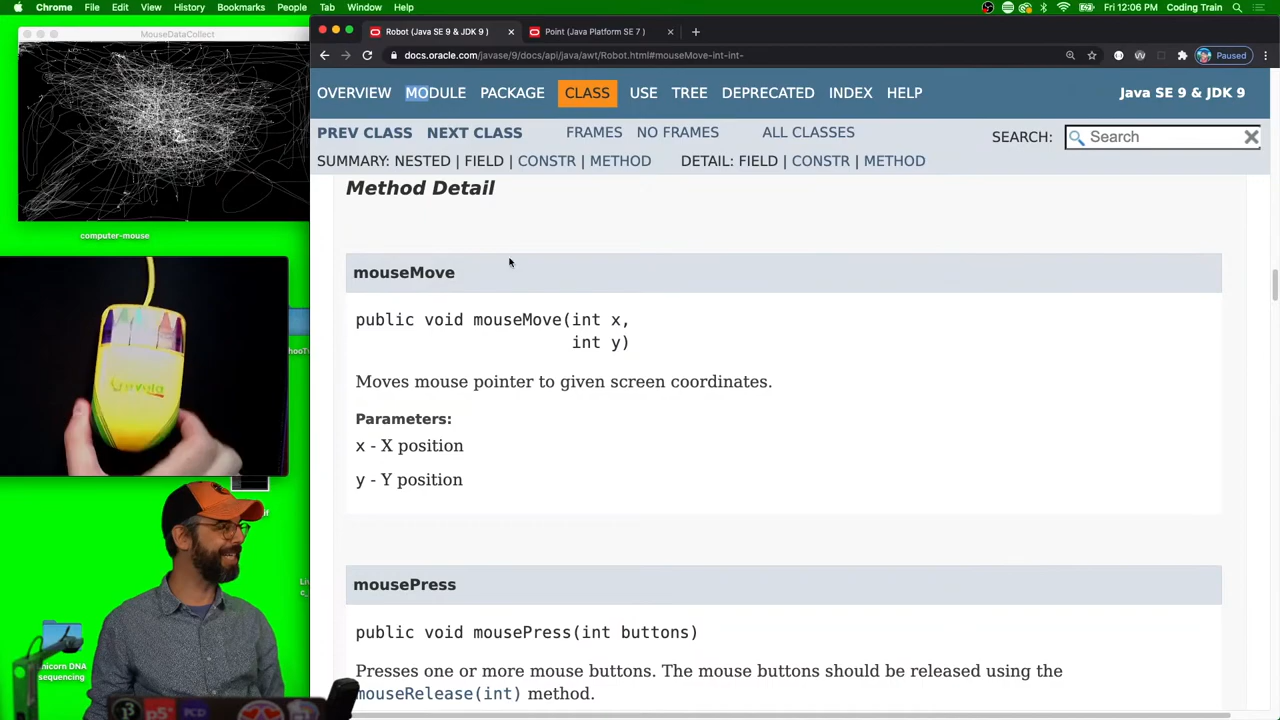 Chrome File Edit View History Bookmarks People Tab Window Help
Fri 12:06 PM Coding Train
MouseDataCollect
computer-mouse
Crayola
Unicorn DNA
sequencing
Robot (Java SE 9 & JDK 9 )
Point (Java Platform SE 7 )
docs.oracle.com/javase/9/docs/api/java/awt/Robot.html#mouseMove-int-int-
Paused
OVERVIEW MODULE PACKAGE CLASS USE TREE DEPRECATED INDEX HELP
Java SE 9 & JDK 9
PREV CLASS NEXT CLASS FRAMES NO FRAMES ALL CLASSES
SEARCH: Search
SUMMARY: NESTED | FIELD | CONSTR | METHOD DETAIL: FIELD | CONSTR | METHOD
Method Detail
mouseMove
public void mouseMove(int x,
int y)
Moves mouse pointer to given screen coordinates.
Parameters:
x - X position
y - Y position
mousePress
public void mousePress(int buttons)
Presses one or more mouse buttons. The mouse buttons should be released using the
mouseRelease(int) method.